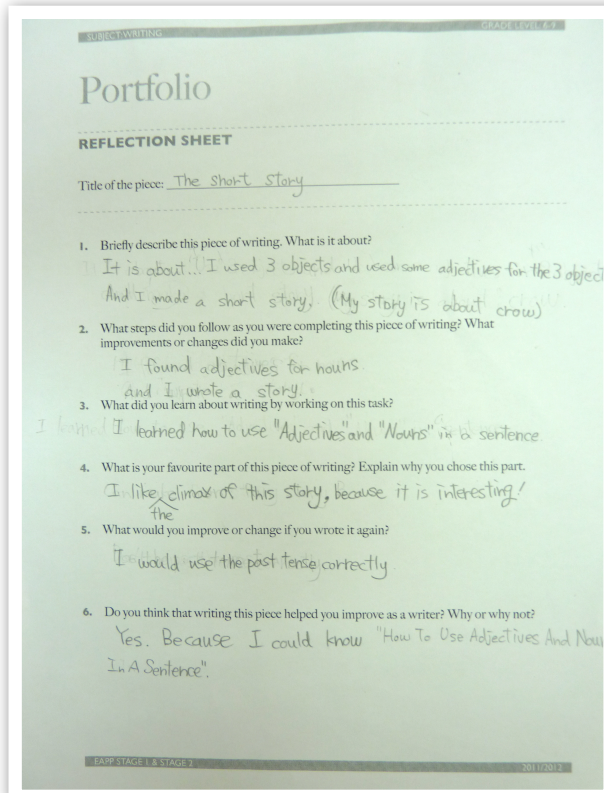 SUBJECT: WRITING
GRADE LEVEL 6-9
Portfolio
REFLECTION SHEET
Title of the piece: The Short Story
1. Briefly describe this piece of writing. What is it about?
It is about... I used 3 objects and used some adjectives for the 3 object
And I made a short story. (My story is about crow)
2. What steps did you follow as you were completing this piece of writing? What
improvements or changes did you make?
I found adjectives for nouns
and I wrote a story.
3. What did you learn about writing by working on this task?
I learned how to use "Adjectives" and "Nouns" in a sentence.
4. What is your favourite part of this piece of writing? Explain why you chose this part.
I like the climax of this story, because it is interesting!
5. What would you improve or change if you wrote it again?
I would use the past tense correctly.
6. Do you think that writing this piece helped you improve as a writer? Why or why not?
Yes. Because I could know "How To Use Adjectives And Noun
In A Sentence".
EAPP STAGE 1 & STAGE 2
2011/2012